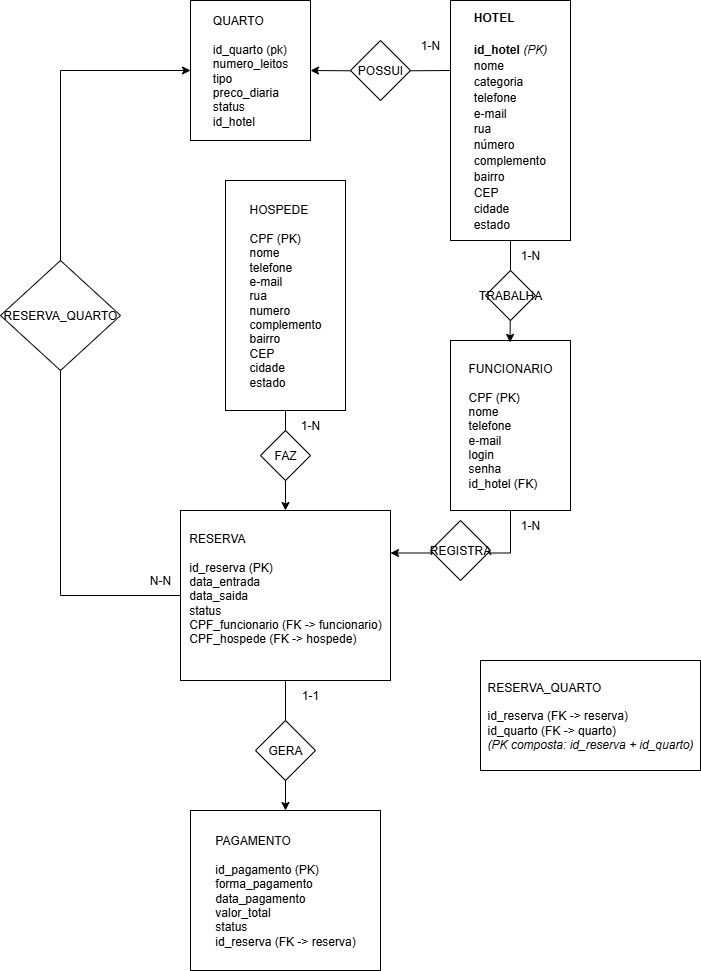 QUARTO
id_quarto (pk)
numero_leitos
tipo
preco_diaria
status
id_hotel
1-N
POSSUI
HOTEL
id_hotel (PK)
nome
categoria
telefone
e-mail
rua
número
complemento
bairro
CEP
cidade
estado
HOSPEDE
CPF (PK)
nome
telefone
e-mail
rua
numero
complemento
bairro
CEP
cidade
estado
1-N
TRABALHA
RESERVA_QUARTO
FUNCIONARIO
CPF (PK)
nome
telefone
e-mail
login
senha
id_hotel (FK)
1-N
FAZ
1-N
REGISTRA
RESERVA
id_reserva (PK)
data_entrada
data_saida
status
CPF_funcionario (FK -> funcionario)
CPF_hospede (FK -> hospede)
N-N
1-1
GERA
RESERVA_QUARTO
id_reserva (FK -> reserva)
id_quarto (FK -> quarto)
(PK composta: id_reserva + id_quarto)
PAGAMENTO
id_pagamento (PK)
forma_pagamento
data_pagamento
valor_total
status
id_reserva (FK -> reserva)